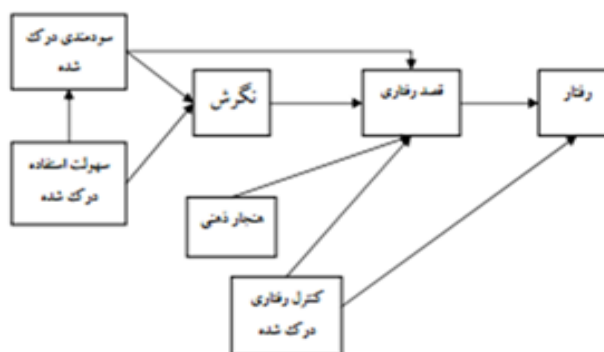 سودمندی درک
شده
نگرش
قصد رفتاری
رفتار
سهولت استفاده
درک شده
هنجار ذهنی
کنترل رفتاری
درک شده